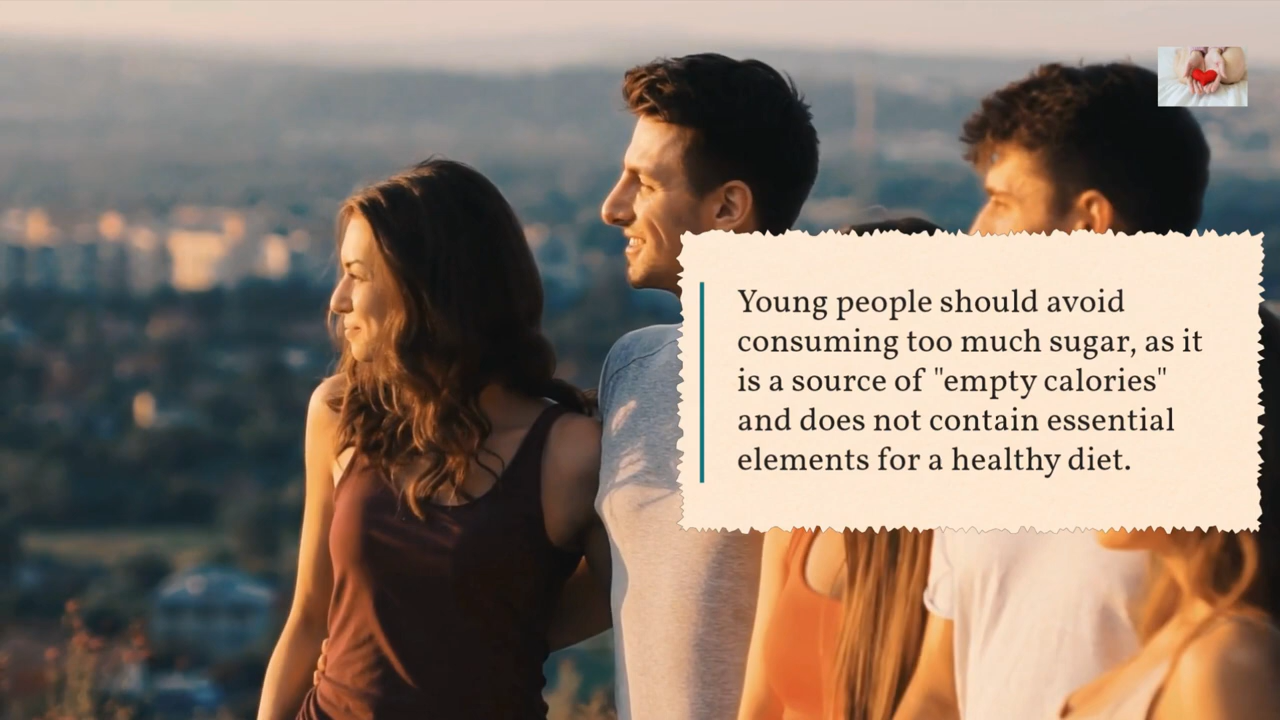 Young people should avoid
consuming too much sugar, as it
is a source of "empty calories"
and does not contain essential
elements for a healthy diet.